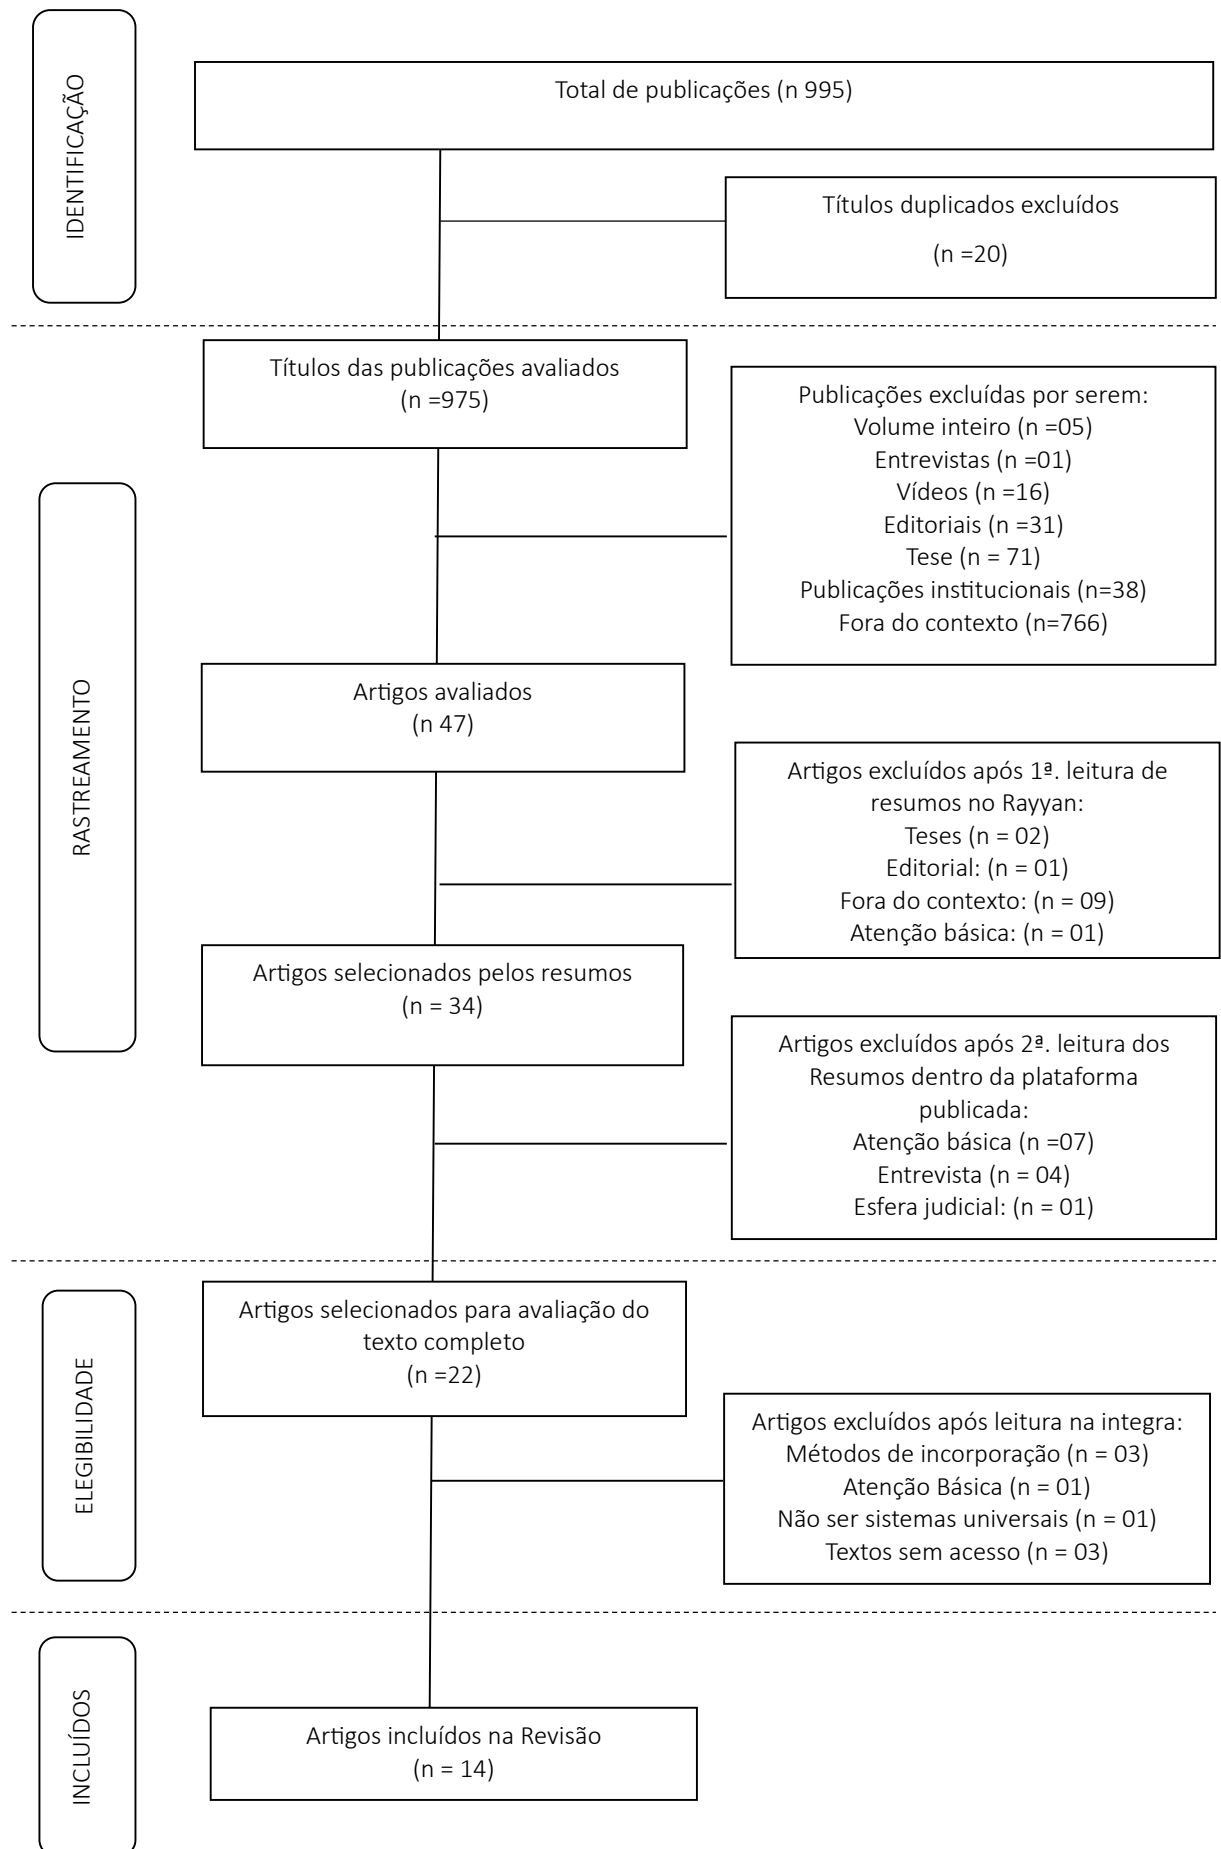 IDENTIFICAÇÃO
Total de publicações (n 995)
Títulos duplicados excluídos
(n =20)
RASTREAMENTO
Títulos das publicações avaliados
(n =975)
Publicações excluídas por serem:
Volume inteiro (n =05)
Entrevistas (n =01)
Vídeos (n =16)
Editoriais (n =31)
Tese (n = 71)
Publicações institucionais (n=38)
Fora do contexto (n=766)
Artigos avaliados
(n 47)
Artigos excluídos após 1ª. leitura de
resumos no Rayyan:
Teses (n = 02)
Editorial: (n = 01)
Fora do contexto: (n = 09)
Atenção básica: (n = 01)
Artigos selecionados pelos resumos
(n = 34)
Artigos excluídos após 2ª. leitura dos
Resumos dentro da plataforma
publicada:
Atenção básica (n =07)
Entrevista (n = 04)
Esfera judicial: (n = 01)
ELEGIBILIDADE
Artigos selecionados para avaliação do
texto completo
(n =22)
Artigos excluídos após leitura na integra:
Métodos de incorporação (n = 03)
Atenção Básica (n = 01)
Não ser sistemas universais (n = 01)
Textos sem acesso (n = 03)
INCLUÍDOS
Artigos incluídos na Revisão
(n = 14)